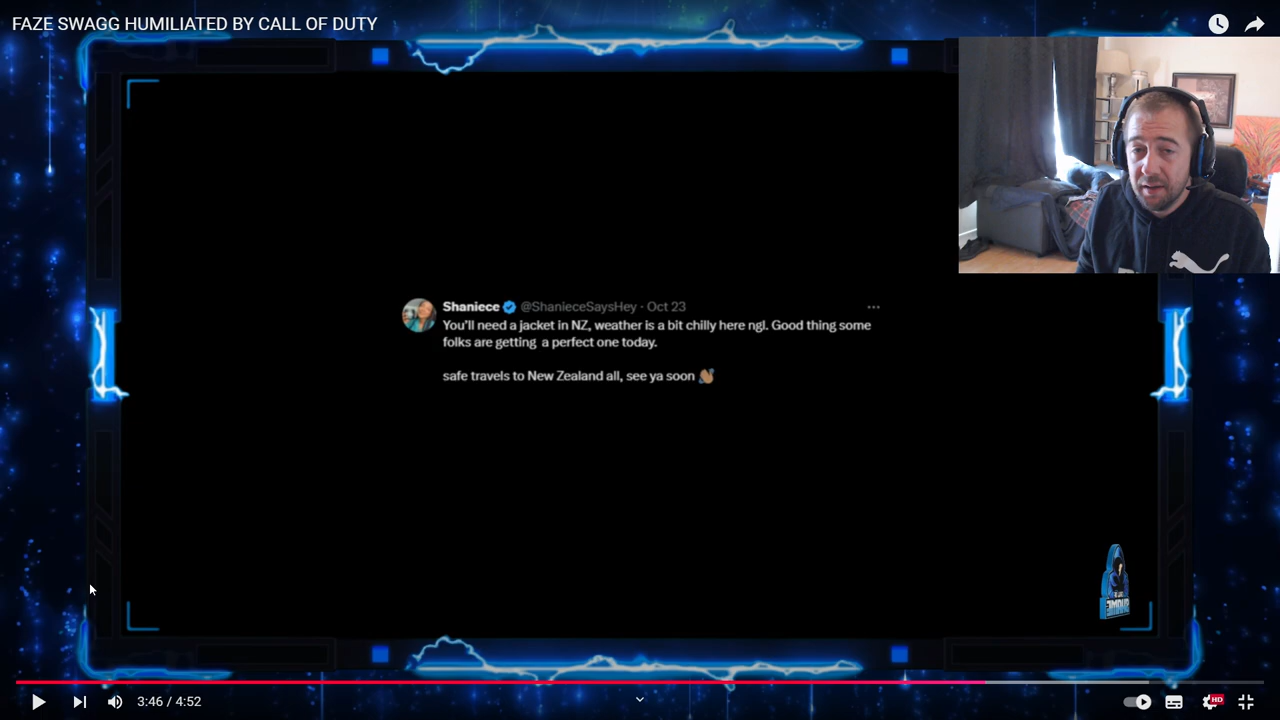 FAZE SWAGG HUMILIATED BY CALL OF DUTY
Shaniece @ShanieceSaysHey · Oct 23
You'll need a jacket in NZ, weather is a bit chilly here ngl. Good thing some
folks are getting a perfect one today.
safe travels to New Zealand all, see ya soon 👋🏽
3:46 / 4:52
HD